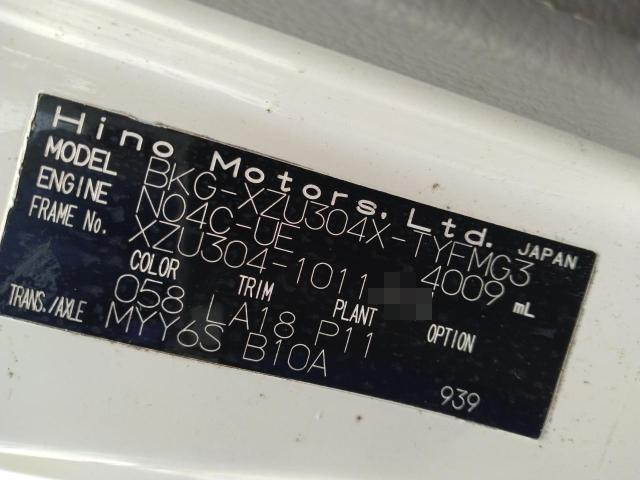 Hino Motors, Ltd. JAPAN
MODEL BKG-XZU304X-TYFMG3
ENGINE N04C-UE 4009 mL
FRAME No. XZU304-1011
COLOR TRIM PLANT OPTION
058 LA18 P11
TRANS./AXLE MYY6S B10A 939